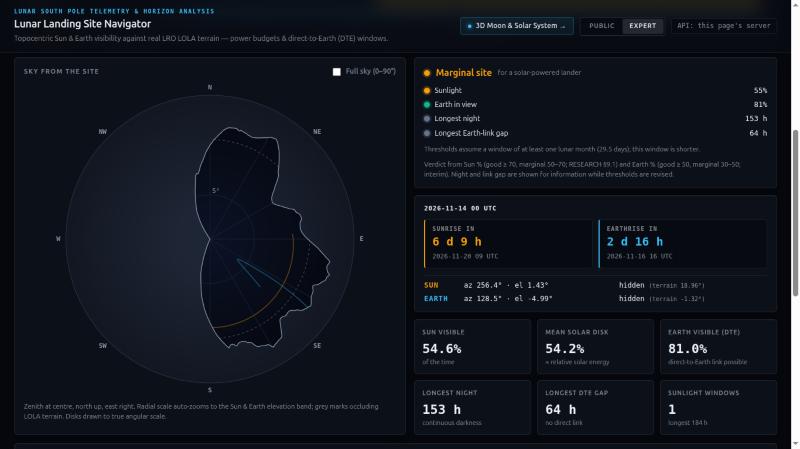 LUNAR SOUTH POLE TELEMETRY & HORIZON ANALYSIS
Lunar Landing Site Navigator
Topocentric Sun & Earth visibility against real LRO LOLA terrain — power budgets & direct-to-Earth (DTE) windows.
3D Moon & Solar System →
PUBLIC
EXPERT
API: this page's server
SKY FROM THE SITE
Full sky (0–90°)
N
NW
NE
5°
W
E
SW
SE
S
Zenith at centre, north up, east right. Radial scale auto-zooms to the Sun & Earth elevation band; grey marks occluding
LOLA terrain. Disks drawn to true angular scale.
Marginal site for a solar-powered lander
Sunlight 55%
Earth in view 81%
Longest night 153 h
Longest Earth-link gap 64 h
Thresholds assume a window of at least one lunar month (29.5 days); this window is shorter.
Verdict from Sun % (good ≥ 70, marginal 50–70; RESEARCH §9.1) and Earth % (good ≥ 50, marginal 30–50;
interim). Night and link gap are shown for information while thresholds are revised.
2026-11-14 00 UTC
SUNRISE IN
6 d 9 h
2026-11-20 09 UTC
EARTHRISE IN
2 d 16 h
2026-11-16 16 UTC
SUN az 256.4° · el 1.43° hidden (terrain 18.96°)
EARTH az 128.5° · el -4.99° hidden (terrain -1.32°)
SUN VISIBLE
54.6%
of the time
MEAN SOLAR DISK
54.2%
≈ relative solar energy
EARTH VISIBLE (DTE)
81.0%
direct-to-Earth link possible
LONGEST NIGHT
153 h
continuous darkness
LONGEST DTE GAP
64 h
no direct link
SUNLIGHT WINDOWS
1
longest 184 h